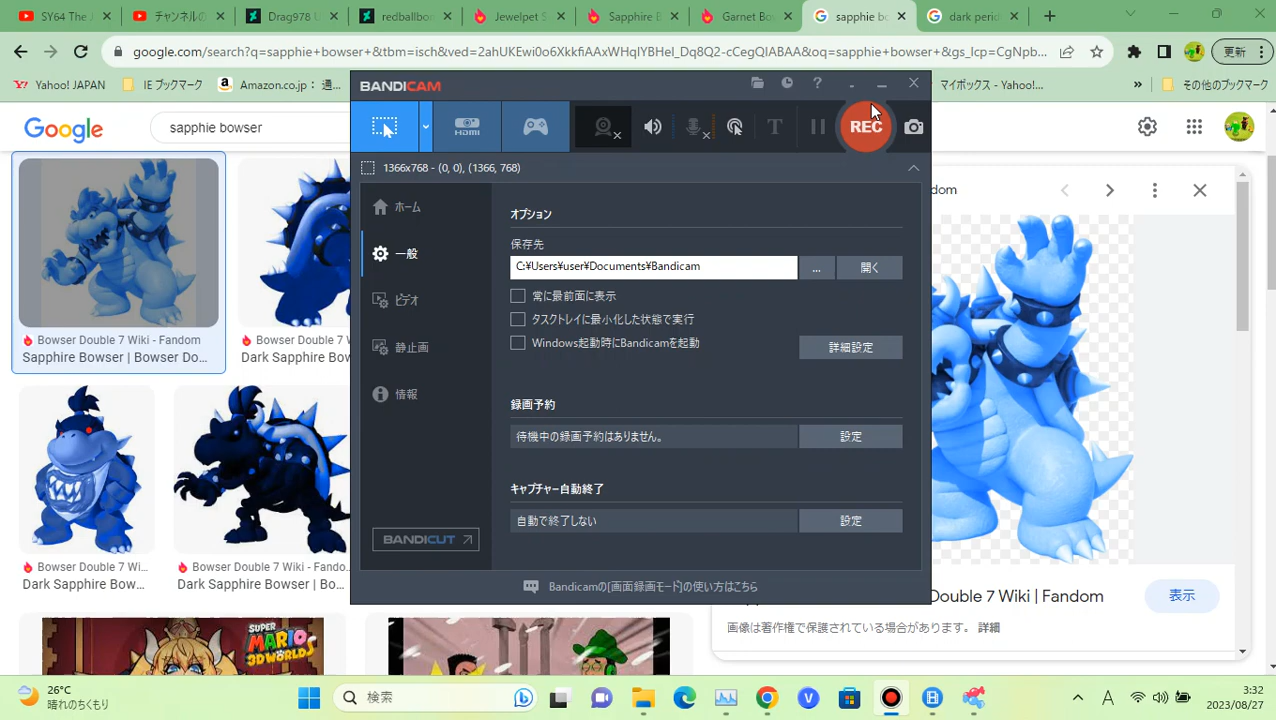 SY64 The J
チャンネルの
Drag978 U
redballbom
Jewelpet S
Sapphire B
Garnet Bo
sapphie bo
dark perid
google.com/search?q=sapphie+bowser+&tbm=isch&ved=2ahUKEwi0o6XkkfiAAxWHqlYBHel_Dq8Q2-cCegQIABAA&oq=sapphie+bowser+&gs_lcp=CgNpb...
更新
Yahoo! JAPAN
IE ブックマーク
Amazon.co.jp : 通...
マイボックス - Yahoo!...
»
その他のブックマーク
BANDICAM
Google
sapphie bowser
HDMI
REC
1366x768 - (0, 0), (1366, 768)
ホーム
一般
ビデオ
静止画
情報
BANDICUT
オプション
保存先
C:¥Users¥user¥Documents¥Bandicam
...
開く
常に最前面に表示
タスクトレイに最小化した状態で実行
Windows起動時にBandicamを起動
詳細設定
録画予約
待機中の録画予約はありません。
設定
キャプチャー自動終了
自動で終了しない
設定
Bandicamの[画面録画モード]の使い方はこちら
Bowser Double 7 Wiki - Fandom
Sapphire Bowser | Bowser Do...
Bowser Do
Dark Sapphi
Bowser Double 7 Wi...
Dark Sapphire Bow...
Bowser Double 7 Wiki - Fandom
Dark Sapphire Bowser | Bo...
SUPER
MARIO
3DWORLDS
dom
Double 7 Wiki | Fandom
表示
画像は著作権で保護されている場合があります。 詳細
26°C
晴れのちくもり
検索
A
3:32
2023/08/27